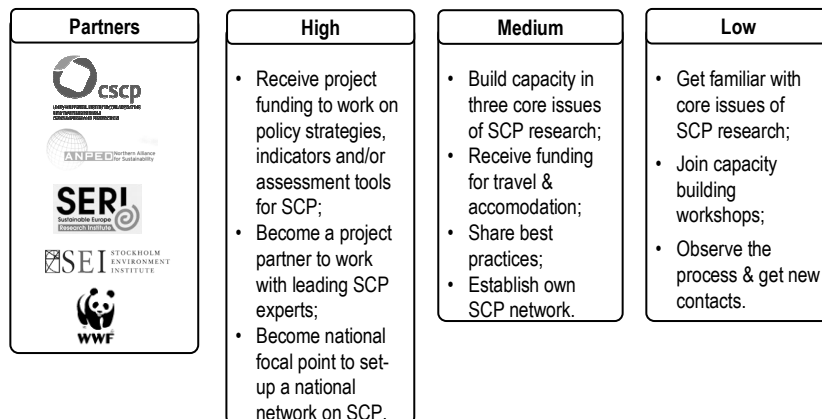 Partners
cscp
ANPED Northern Alliance
for Sustainability
SERI
Sustainable Europe
Research Institute
SEI STOCKHOLM
ENVIRONMENT
INSTITUTE
WWF
High
• Receive project
funding to work on
policy strategies,
indicators and/or
assessment tools
for SCP;
• Become a project
partner to work
with leading SCP
experts;
• Become national
focal point to set-
up a national
network on SCP.
Medium
• Build capacity in
three core issues
of SCP research;
• Receive funding
for travel &
accomodation;
• Share best
practices;
• Establish own
SCP network.
Low
• Get familiar with
core issues of
SCP research;
• Join capacity
building
workshops;
• Observe the
process & get new
contacts.